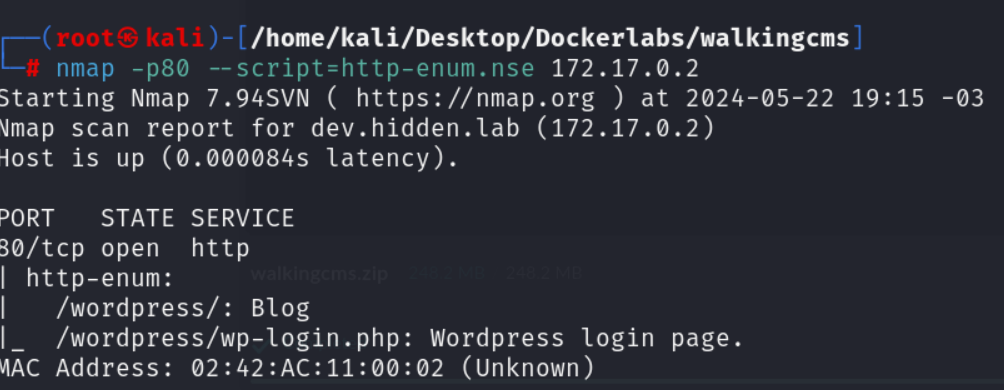 ┌──(root㉿kali)-[/home/kali/Desktop/Dockerlabs/walkingcms]
└─# nmap -p80 --script=http-enum.nse 172.17.0.2
Starting Nmap 7.94SVN ( https://nmap.org ) at 2024-05-22 19:15 -03
Nmap scan report for dev.hidden.lab (172.17.0.2)
Host is up (0.000084s latency).
PORT   STATE SERVICE
80/tcp open  http
| http-enum:
walkingcms.zip 248.2 MB 248.2 MB
|   /wordpress/: Blog
|_  /wordpress/wp-login.php: Wordpress login page.
MAC Address: 02:42:AC:11:00:02 (Unknown)